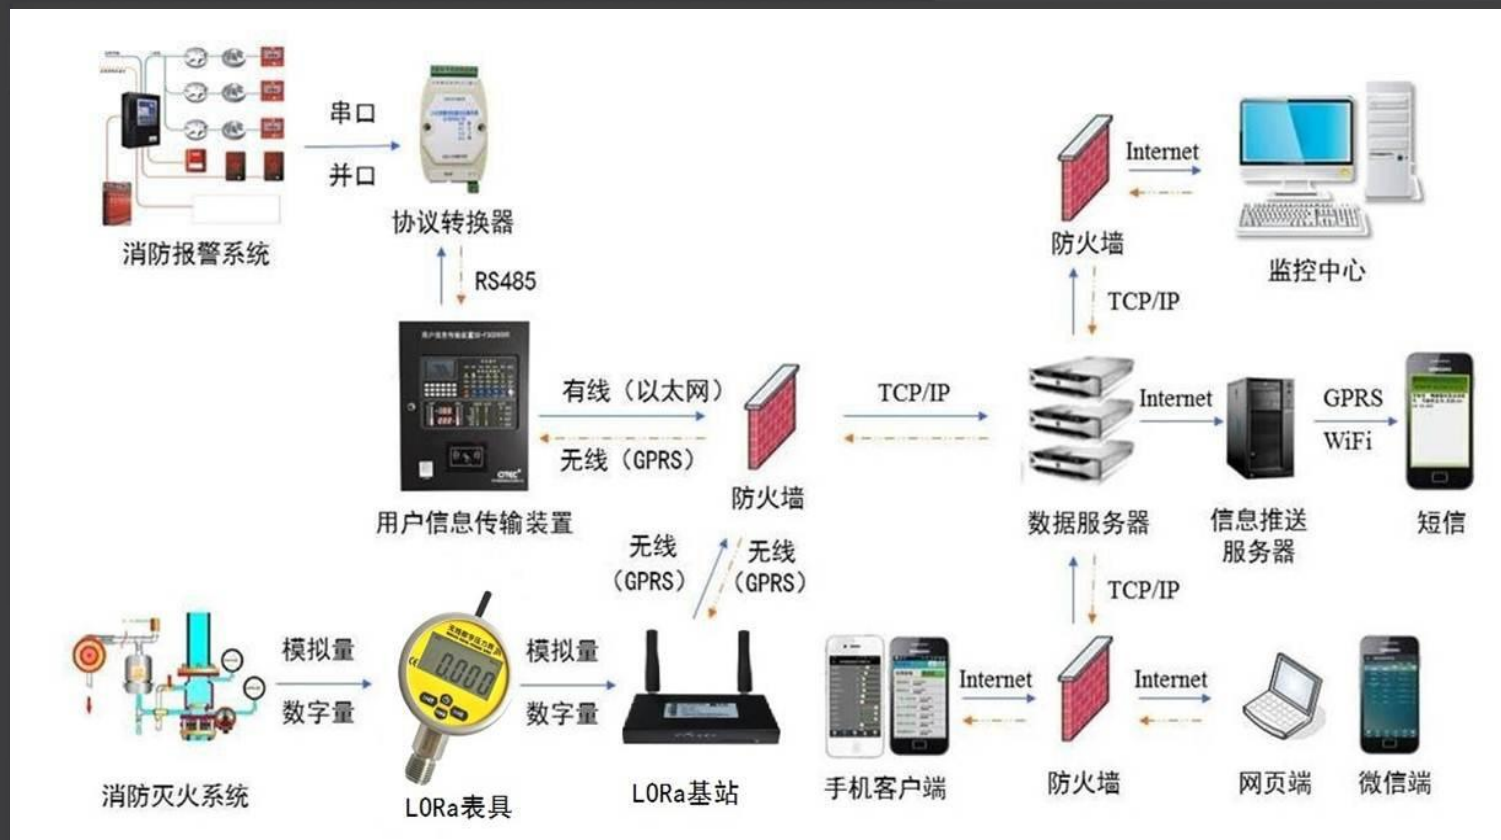 串口
并口
消防报警系统
协议转换器
RS485
用户信息传输装置
有线（以太网）
无线（GPRS）
防火墙
TCP/IP
防火墙
Internet
监控中心
TCP/IP
数据服务器
Internet
信息推送
服务器
GPRS
WiFi
短信
无线
（GPRS）
无线
（GPRS）
TCP/IP
消防灭火系统
模拟量
数字量
0.000
LORa表具
模拟量
数字量
LORa基站
手机客户端
Internet
防火墙
Internet
网页端
微信端